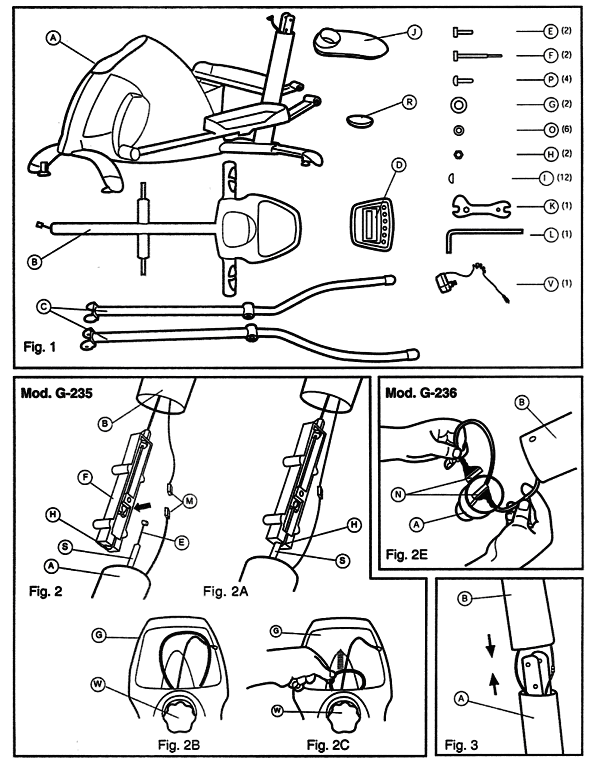 A
J
E (2)
F (2)
R
P (4)
G (2)
O (6)
D
H (2)
I (12)
K (1)
B
L (1)
V (1)
C
Fig. 1
Mod. G-235
B
F
M
H
E
S
A
Fig. 2
H
S
Fig. 2A
Mod. G-236
B
N
A
Fig. 2E
G
W
Fig. 2B
G
W
Fig. 2C
B
A
Fig. 3